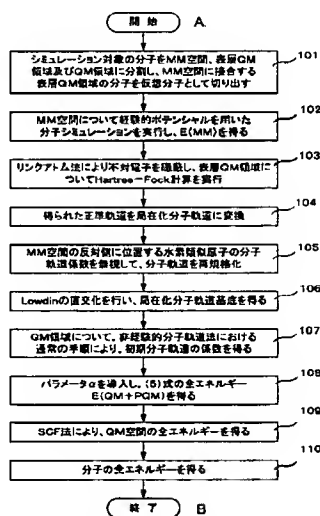 開始 A.
101
シミュレーション対象の分子をMM空間、表層QM
領域及びQM領域に分割し、MM空間に接合する
表層QM領域の分子を仮想分子として切り出す
102
MM空間について経験的ポテンシャルを用いた
分子シミュレーションを実行し、E(MM)を得る
103
リンクアトム法により不対電子を遮蔽し、表層QM領域に
ついてHartree-Fock計算を実行
104
得られた正準軌道を局在化分子軌道に変換
105
MM空間の反対側に位置する水素類似原子の分子
軌道係数を無視して、分子軌道を再規格化
106
Lowdinの直交化を行い、局在化分子軌道基底を得る
107
QM領域について、非経験的分子軌道法における
通常の手順により、初期分子軌道の係数を得る
108
パラメータαを導入し、(5)式の全エネルギー
E(QM+PQM)を得る
109
SCF法により、QM空間の全エネルギーを得る
110
分子の全エネルギーを得る
終了 B